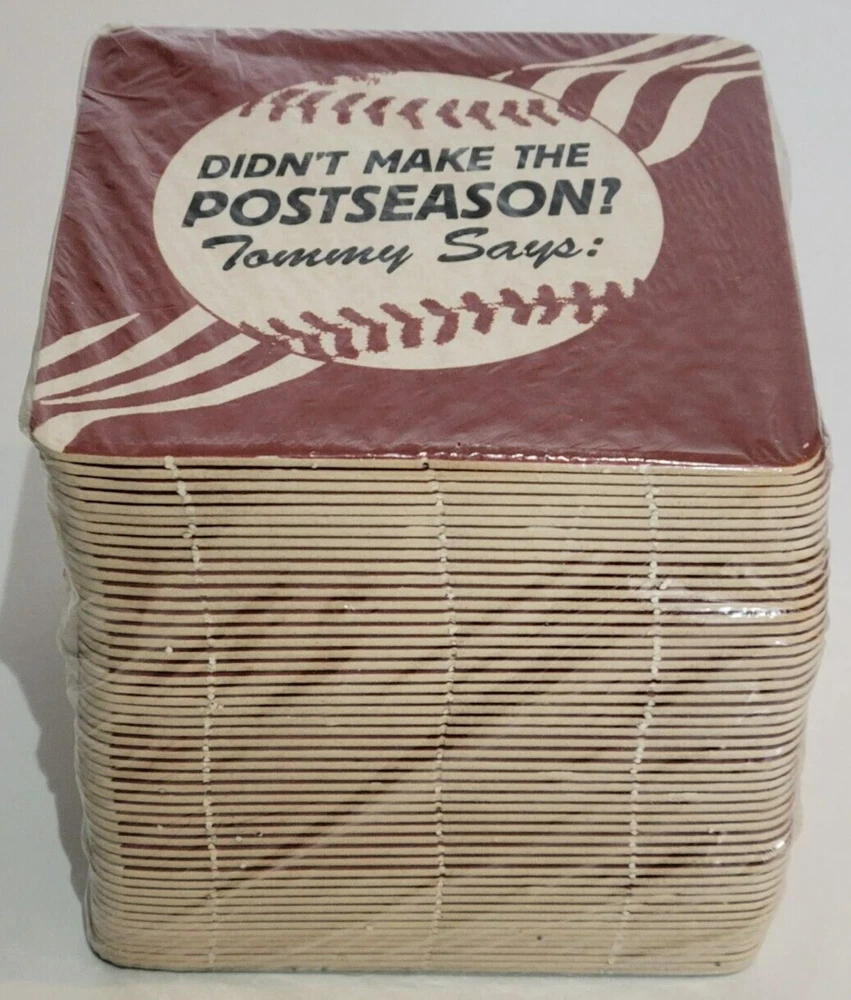 DIDN'T MAKE THE
POSTSEASON?
Tommy Says: